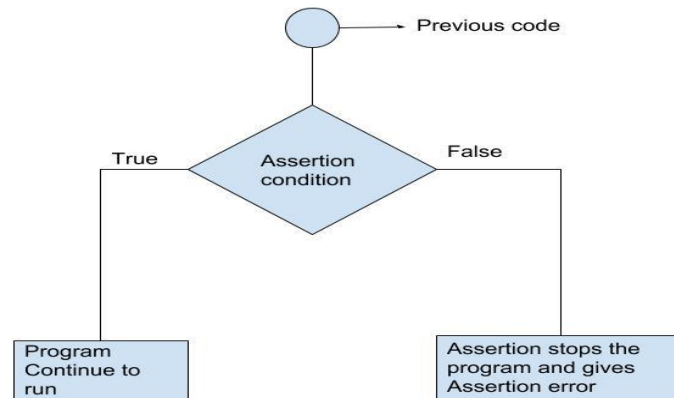 Previous code
True
False
Assertion
condition
Program
Continue to
run
Assertion stops the
program and gives
Assertion error